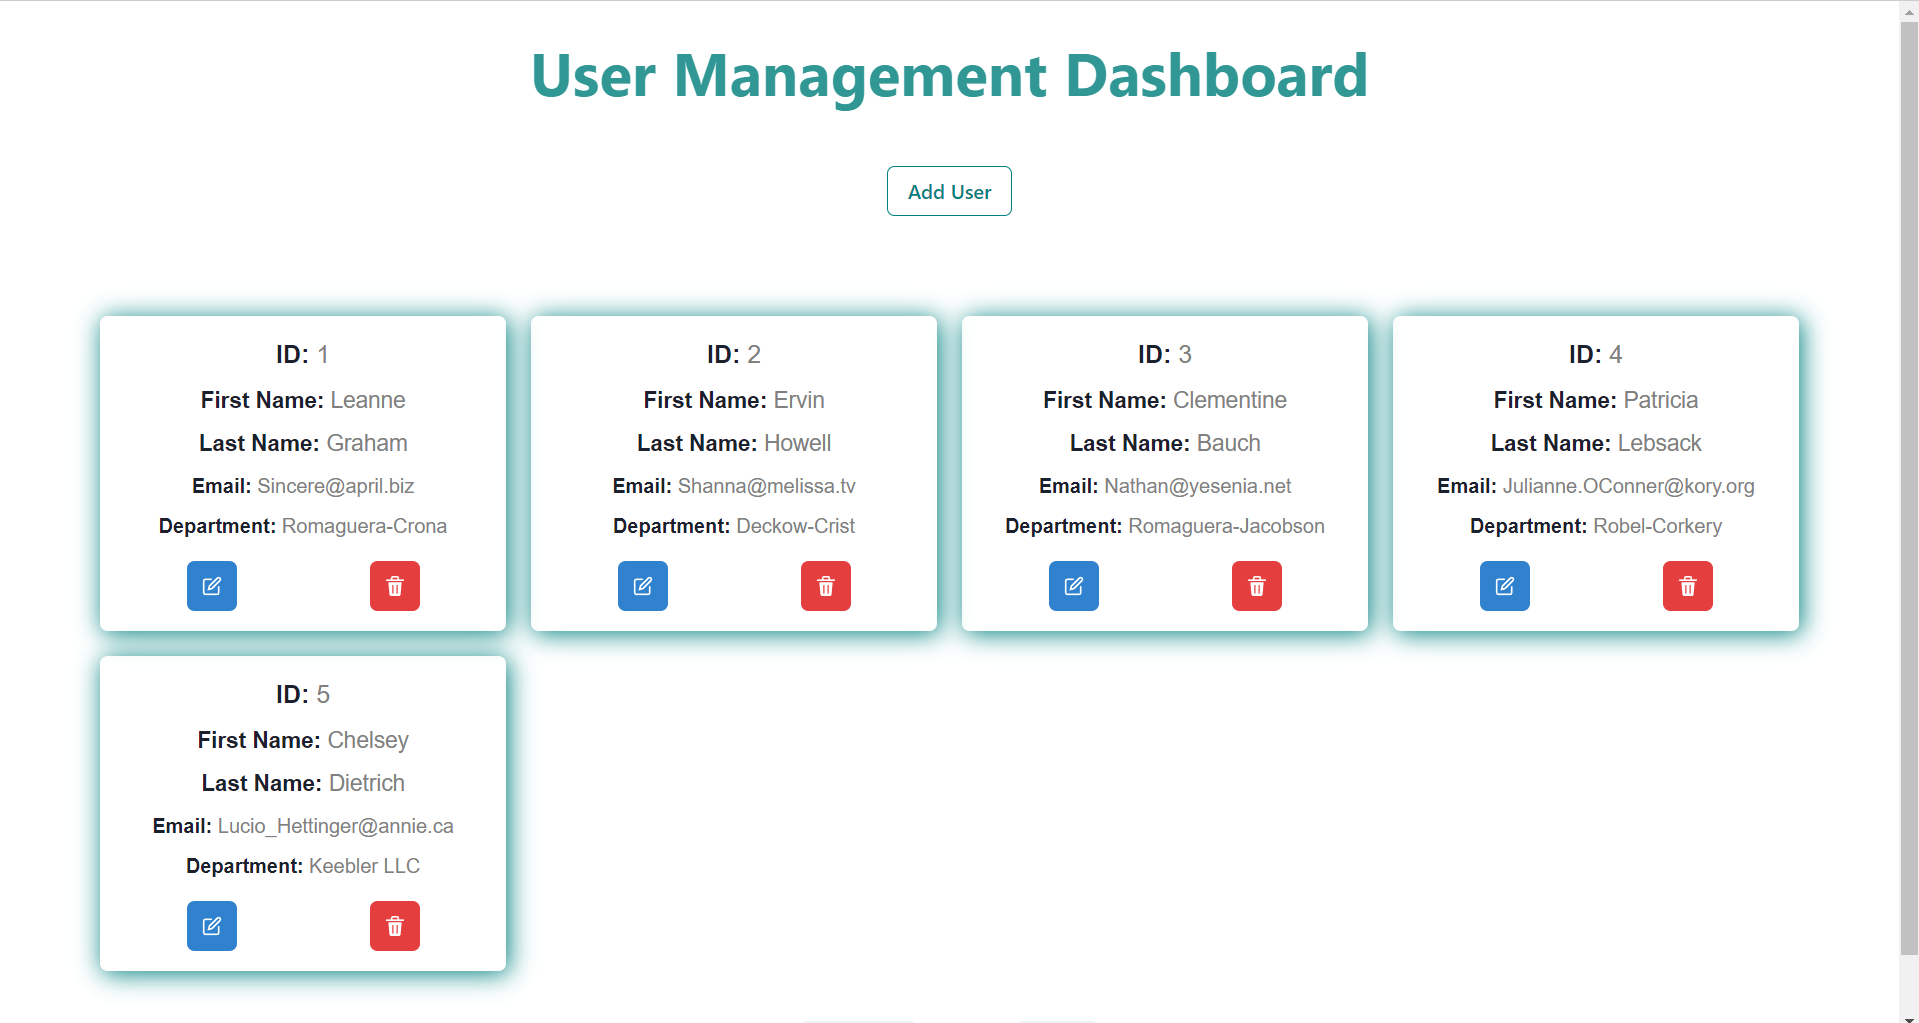 User Management Dashboard
Add User
ID: 1
First Name: Leanne
Last Name: Graham
Email: Sincere@april.biz
Department: Romaguera-Crona
ID: 2
First Name: Ervin
Last Name: Howell
Email: Shanna@melissa.tv
Department: Deckow-Crist
ID: 3
First Name: Clementine
Last Name: Bauch
Email: Nathan@yesenia.net
Department: Romaguera-Jacobson
ID: 4
First Name: Patricia
Last Name: Lebsack
Email: Julianne.OConner@kory.org
Department: Robel-Corkery
ID: 5
First Name: Chelsey
Last Name: Dietrich
Email: Lucio_Hettinger@annie.ca
Department: Keebler LLC